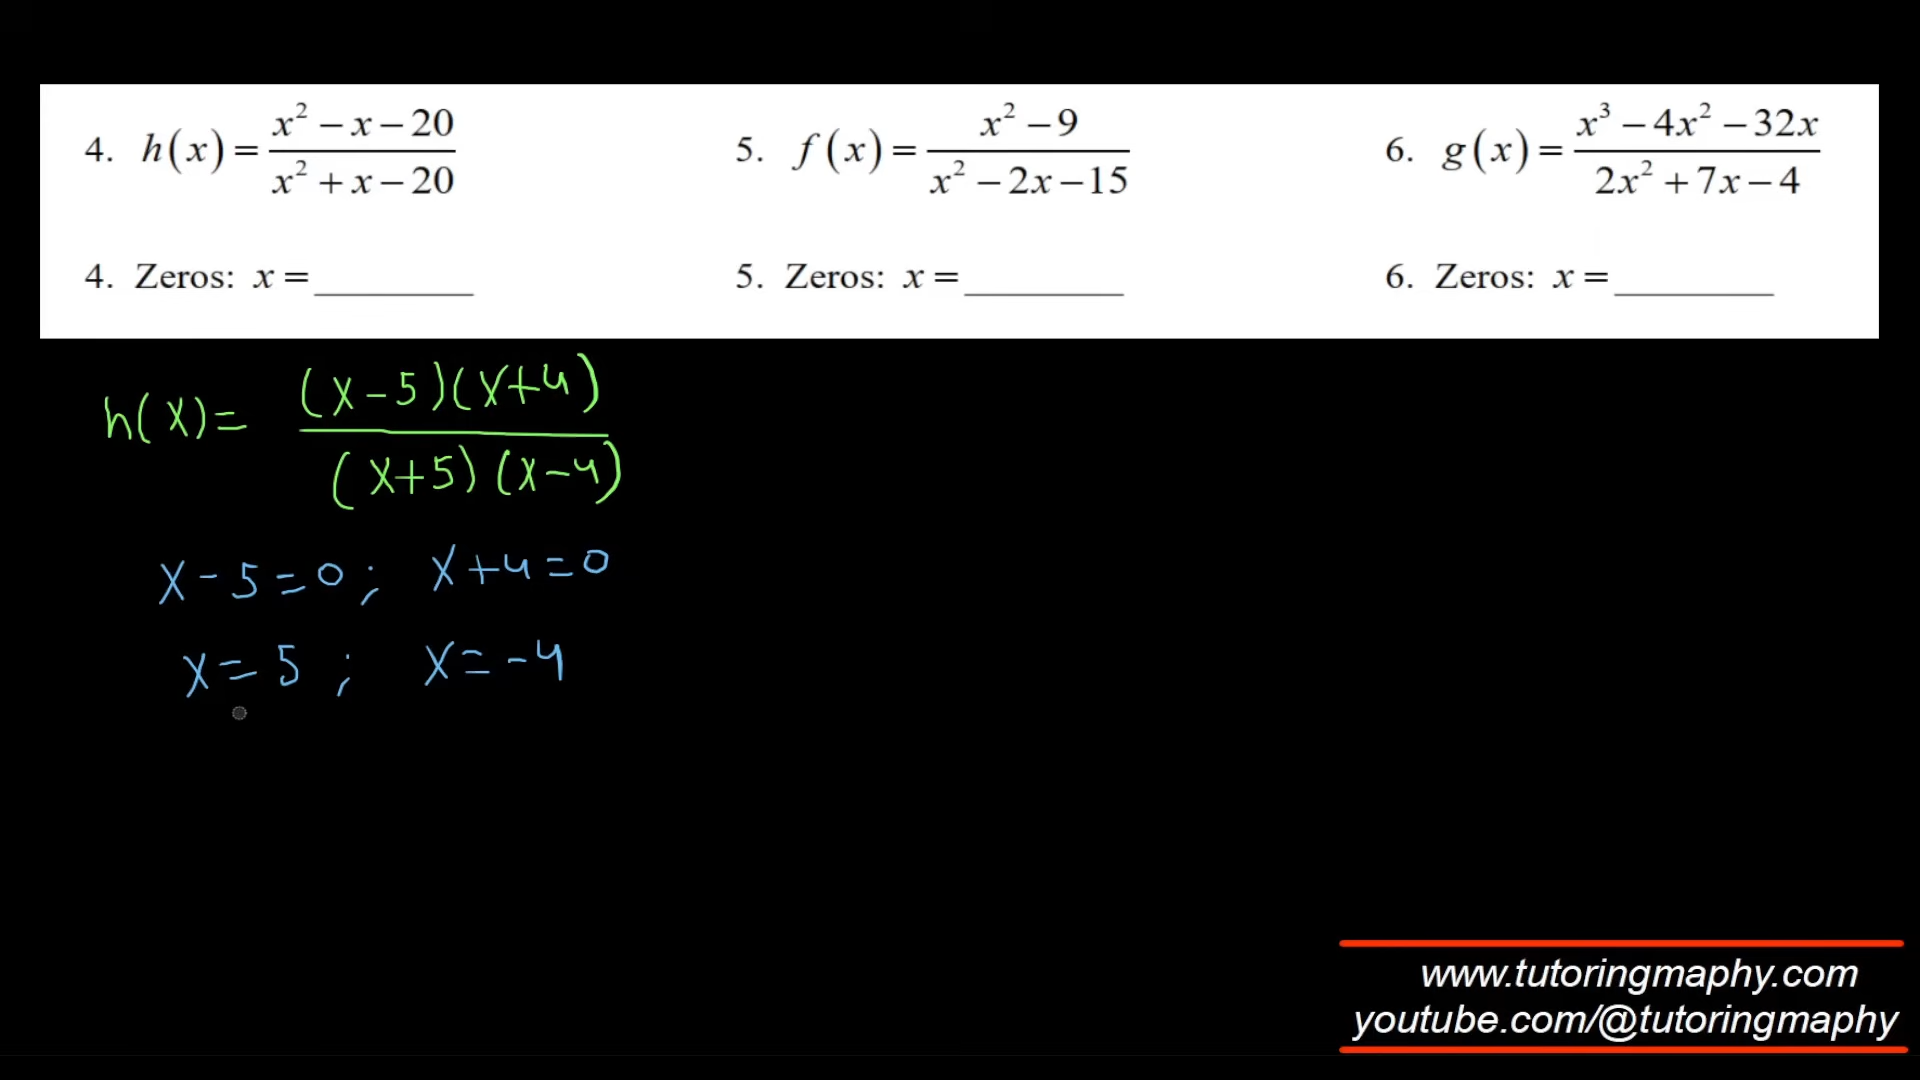 4. h(x) = (x² − x − 20)/(x² + x − 20)
5. f(x) = (x² − 9)/(x² − 2x − 15)
6. g(x) = (x³ − 4x² − 32x)/(2x² + 7x − 4)
4. Zeros: x = ________
5. Zeros: x = ________
6. Zeros: x = ________
h(x) = ((x−5)(x+4))/((x+5)(x−4))
x−5=0; x+4=0
x=5; x=−4
www.tutoringmaphy.com
youtube.com/@tutoringmaphy